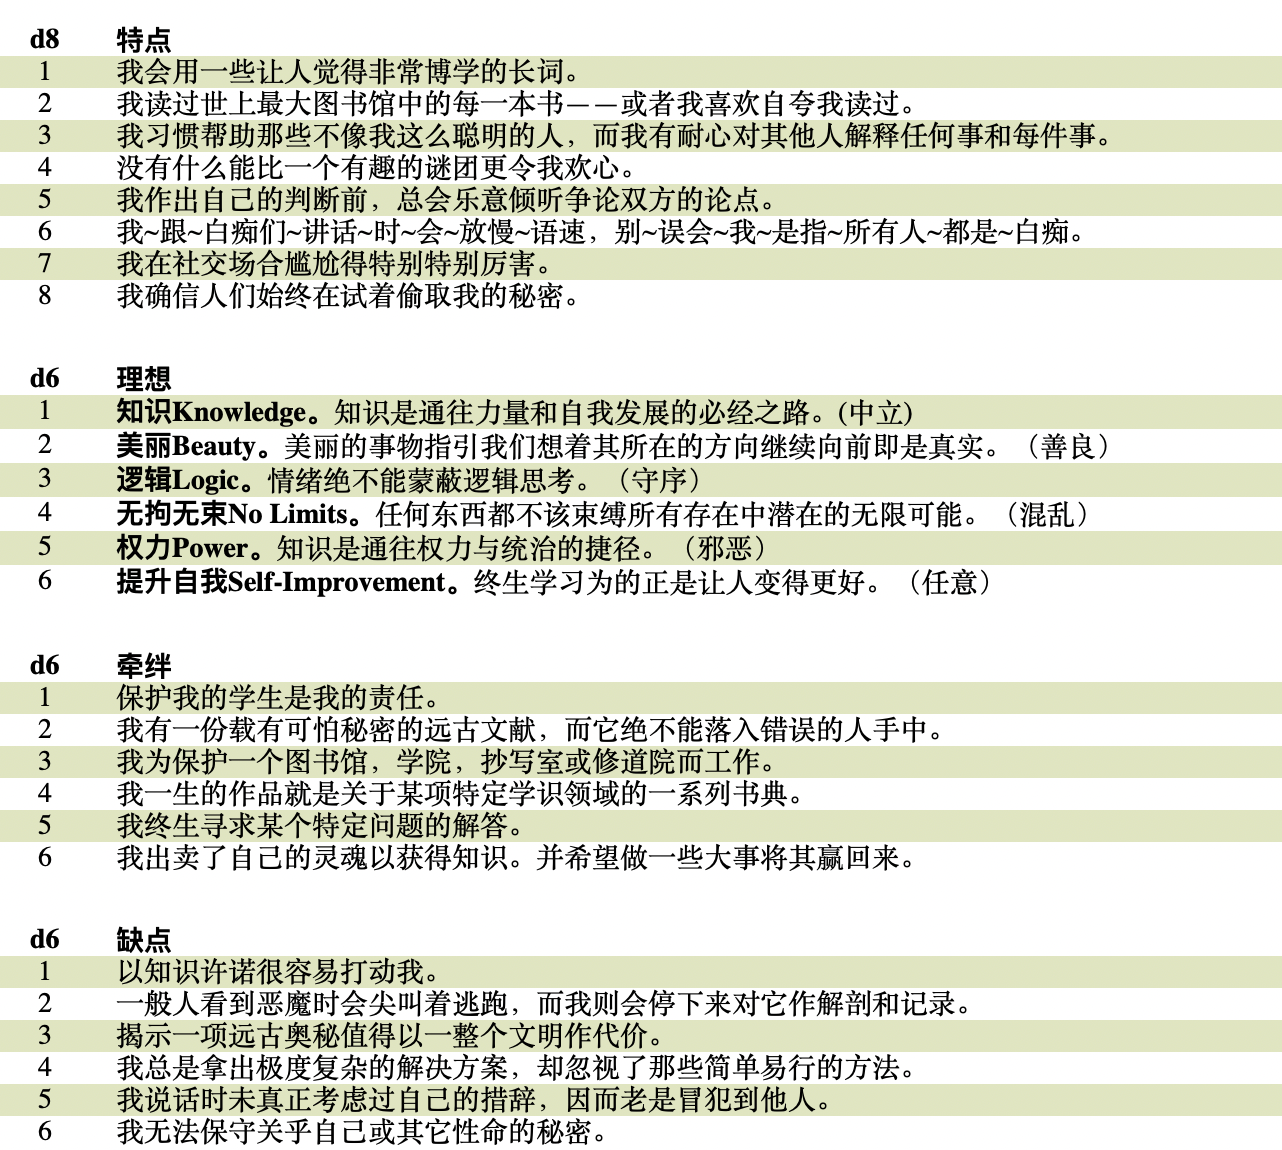 d8 特点
1 我会用一些让人觉得非常博学的长词。
2 我读过世上最大图书馆中的每一本书——或者我喜欢自夸我读过。
3 我习惯帮助那些不像我这么聪明的人，而我有耐心对其他人解释任何事和每件事。
4 没有什么能比一个有趣的谜团更令我欢心。
5 我作出自己的判断前，总会乐意倾听争论双方的论点。
6 我~跟~白痴们~讲话~时~会~放慢~语速，别~误会~我~是指~所有人~都是~白痴。
7 我在社交场合尴尬得特别特别厉害。
8 我确信人们始终在试着偷取我的秘密。
d6 理想
1 知识Knowledge。知识是通往力量和自我发展的必经之路。(中立)
2 美丽Beauty。美丽的事物指引我们想着其所在的方向继续向前即是真实。（善良）
3 逻辑Logic。情绪绝不能蒙蔽逻辑思考。（守序）
4 无拘无束No Limits。任何东西都不该束缚所有存在中潜在的无限可能。（混乱）
5 权力Power。知识是通往权力与统治的捷径。（邪恶）
6 提升自我Self-Improvement。终生学习为的正是让人变得更好。（任意）
d6 牵绊
1 保护我的学生是我的责任。
2 我有一份载有可怕秘密的远古文献，而它绝不能落入错误的人手中。
3 我为保护一个图书馆，学院，抄写室或修道院而工作。
4 我一生的作品就是关于某项特定学识领域的一系列书典。
5 我终生寻求某个特定问题的解答。
6 我出卖了自己的灵魂以获得知识。并希望做一些大事将其赢回来。
d6 缺点
1 以知识许诺很容易打动我。
2 一般人看到恶魔时会尖叫着逃跑，而我则会停下来对它作解剖和记录。
3 揭示一项远古奥秘值得以一整个文明作代价。
4 我总是拿出极度复杂的解决方案，却忽视了那些简单易行的方法。
5 我说话时未真正考虑过自己的措辞，因而老是冒犯到他人。
6 我无法保守关乎自己或其它性命的秘密。